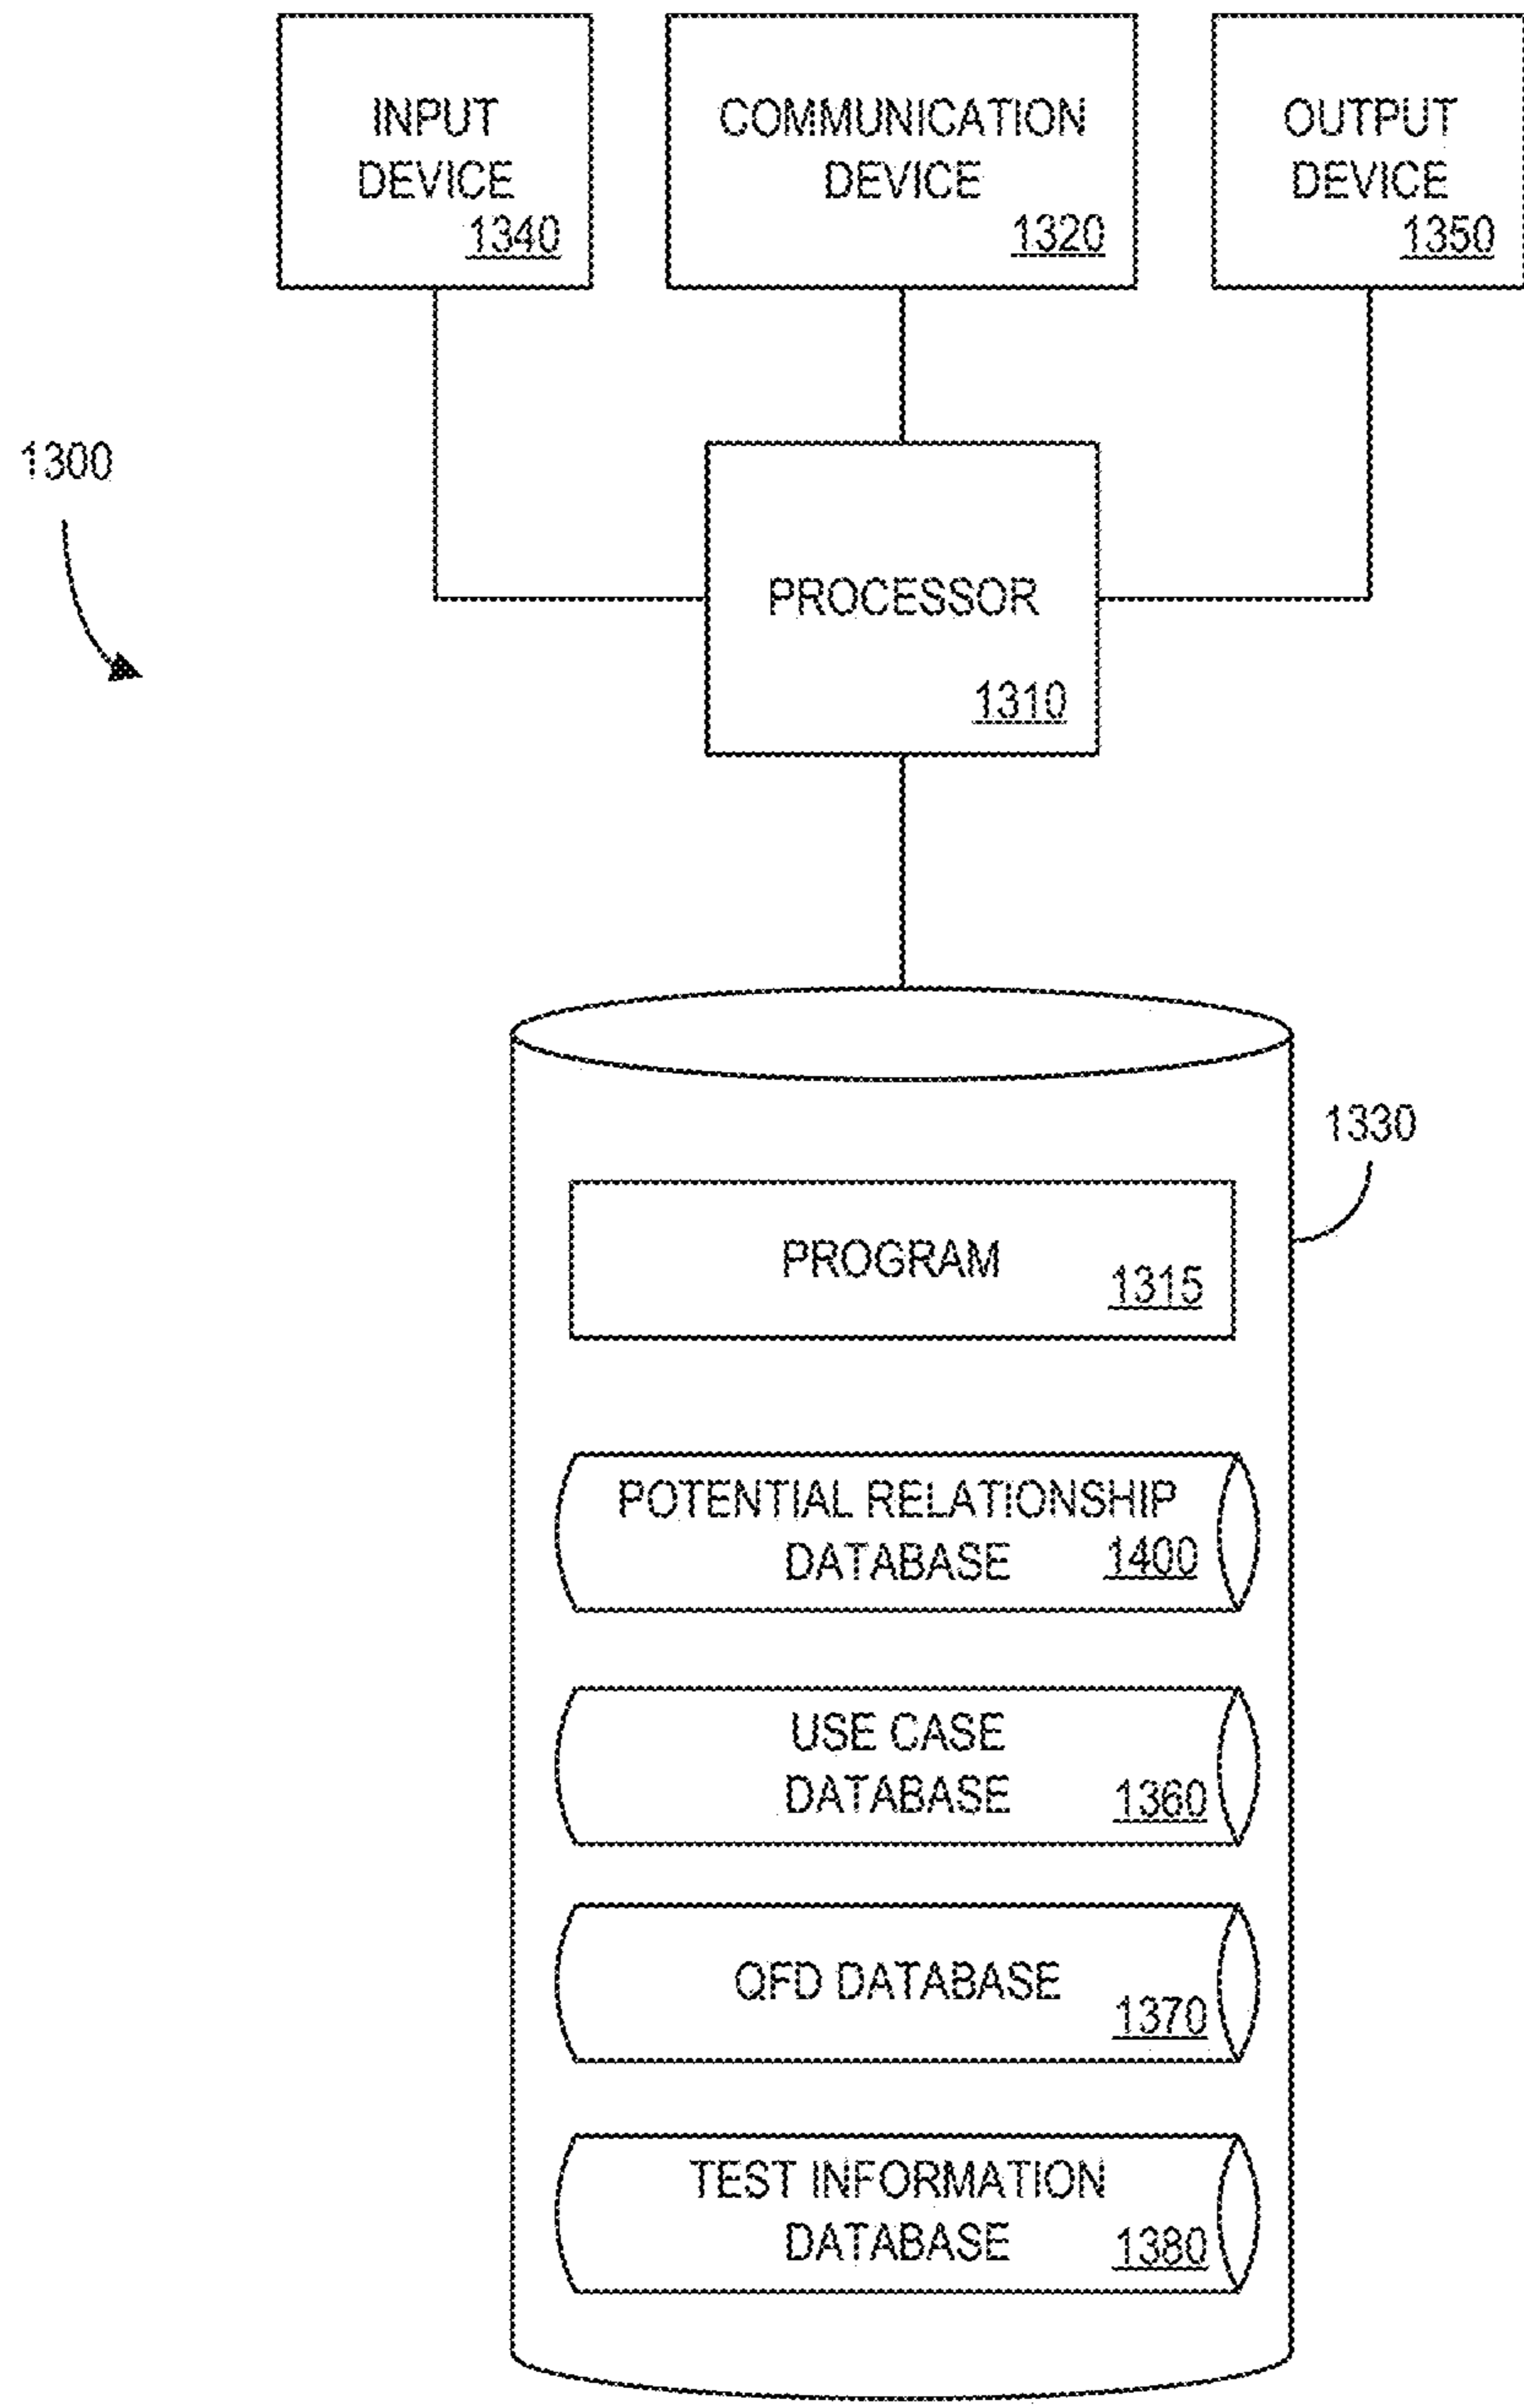 INPUT
DEVICE
1340
COMMUNICATION
DEVICE
1320
OUTPUT
DEVICE
1350
1300
PROCESSOR
1310
1330
PROGRAM
1315
POTENTIAL RELATIONSHIP
DATABASE 1400
USE CASE
DATABASE 1360
QFD DATABASE
1370
TEST INFORMATION
DATABASE 1380